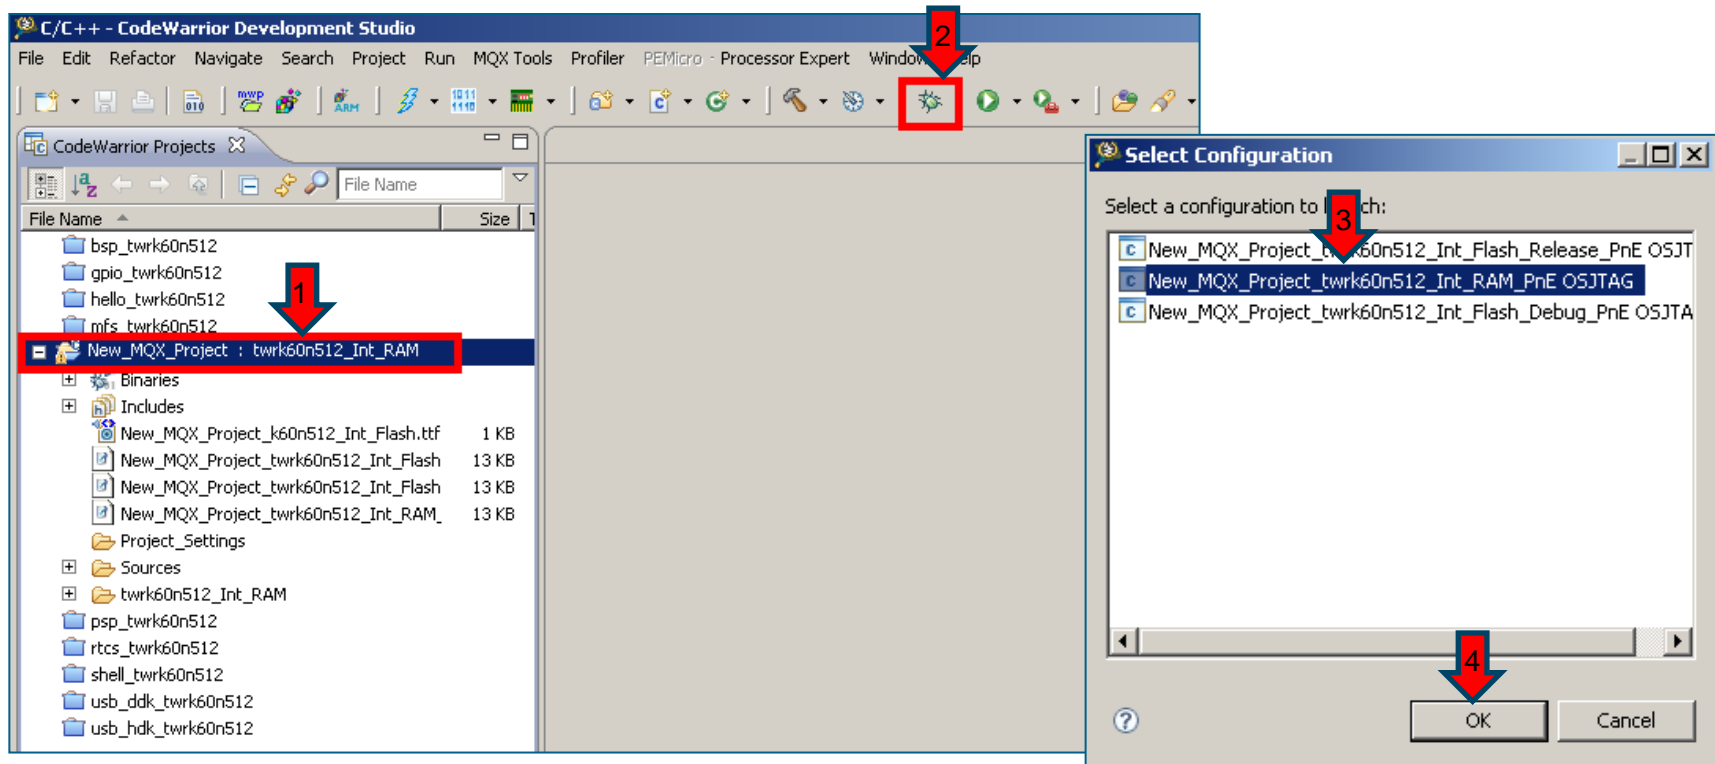 C/C++ - CodeWarrior Development Studio
File Edit Refactor Navigate Search Project Run MQX Tools Profiler PEMicro - Processor Expert Window
2
CodeWarrior Projects
File Name
File Name Size
bsp_twrk60n512
gpio_twrk60n512
hello_twrk60n512
mfs_twrk60n512
1
New_MQX_Project : twrk60n512_Int_RAM
Binaries
Includes
New_MQX_Project_k60n512_Int_Flash.ttf 1 KB
New_MQX_Project_twrk60n512_Int_Flash 13 KB
New_MQX_Project_twrk60n512_Int_Flash 13 KB
New_MQX_Project_twrk60n512_Int_RAM_ 13 KB
Project_Settings
Sources
twrk60n512_Int_RAM
psp_twrk60n512
rtcs_twrk60n512
shell_twrk60n512
usb_ddk_twrk60n512
usb_hdk_twrk60n512
Select Configuration
Select a configuration to
3
New_MQX_Project_twrk60n512_Int_Flash_Release_PnE OSJT
New_MQX_Project_twrk60n512_Int_RAM_PnE OSJTAG
New_MQX_Project_twrk60n512_Int_Flash_Debug_PnE OSJTA
4
OK Cancel